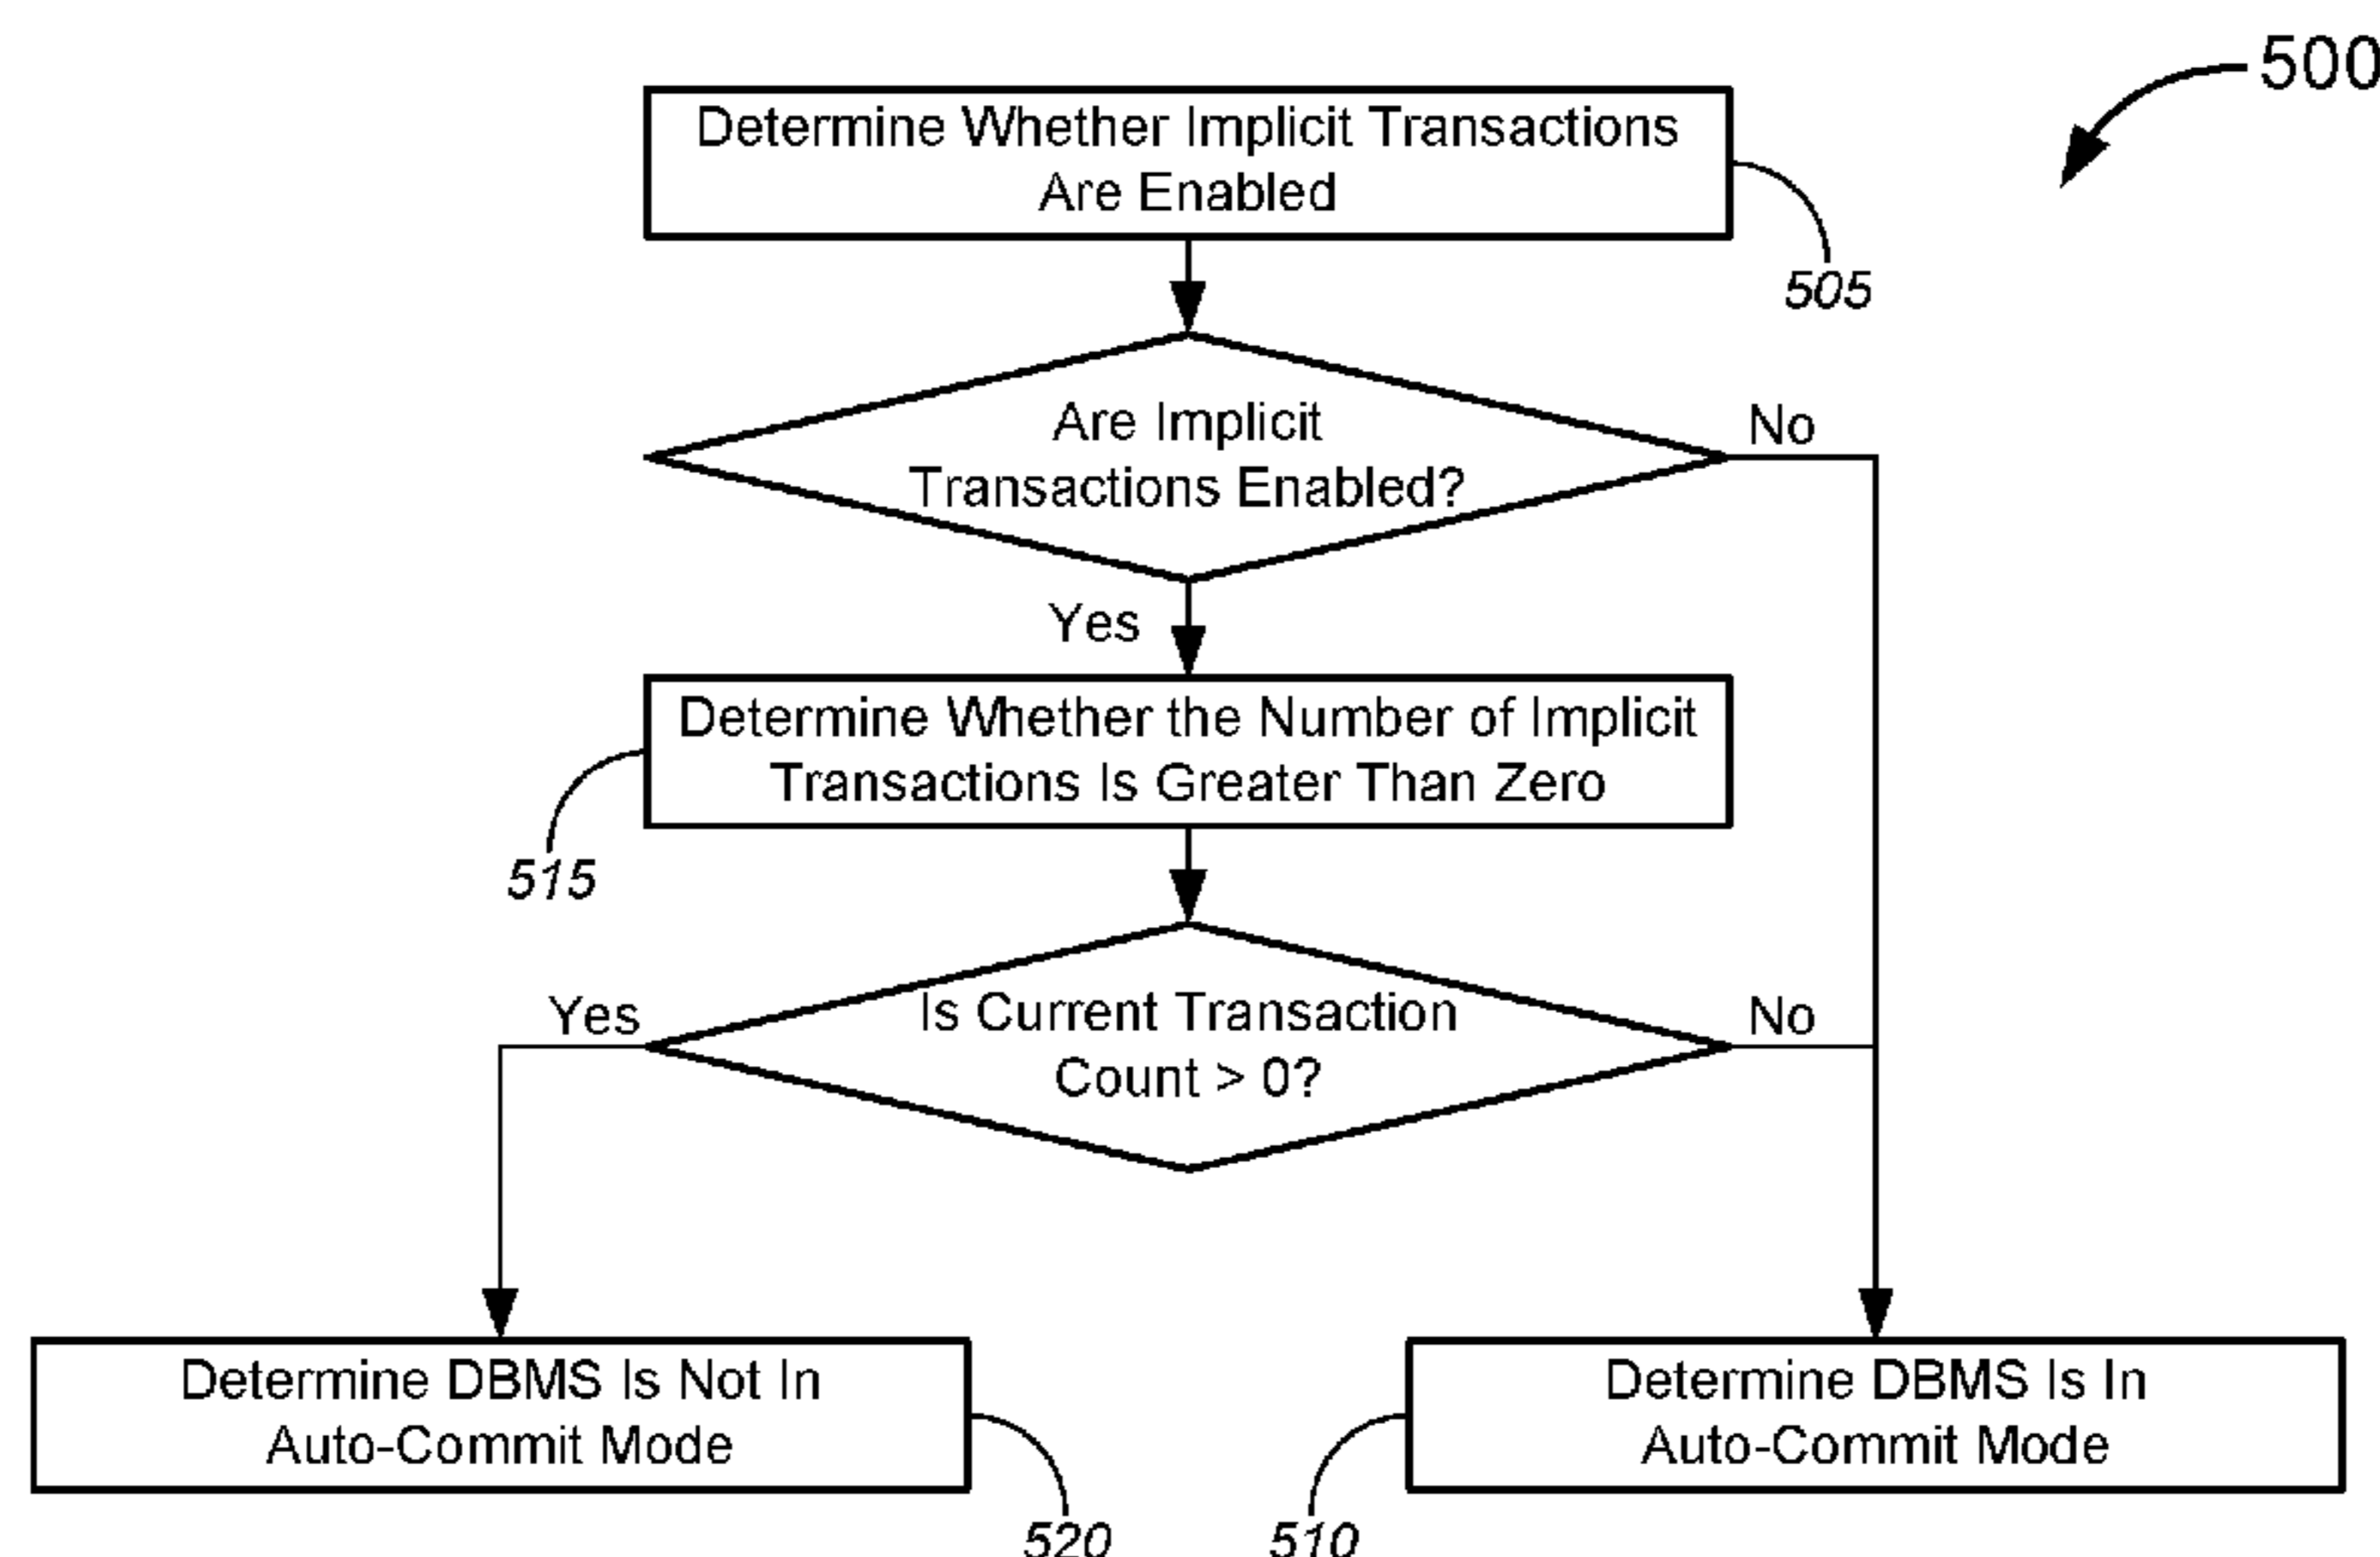 500
Determine Whether Implicit Transactions
Are Enabled
505
Are Implicit
Transactions Enabled?
No
Yes
Determine Whether the Number of Implicit
Transactions Is Greater Than Zero
515
Is Current Transaction
Count > 0?
Yes
No
Determine DBMS Is Not In
Auto-Commit Mode
520
Determine DBMS Is In
Auto-Commit Mode
510